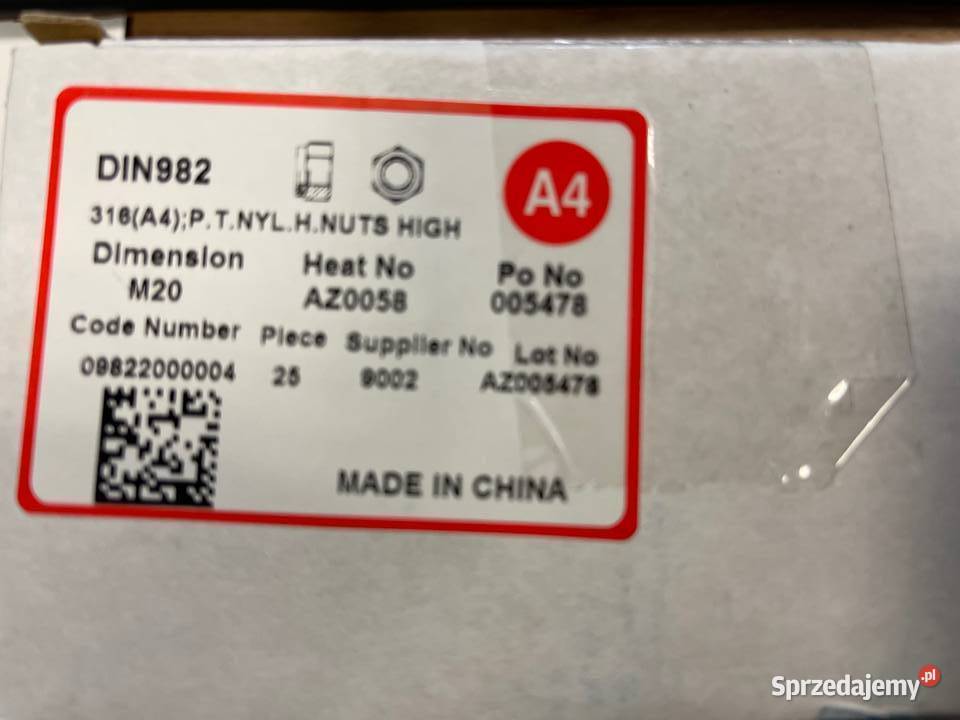 DIN982
A4
316(A4);P.T.NYL.H.NUTS HIGH
Dimension Heat No Po No
M20 AZ0058 005478
Code Number Piece Supplier No Lot No
09822000004 25 9002 AZ005478
MADE IN CHINA
Sprzedajemy.pl